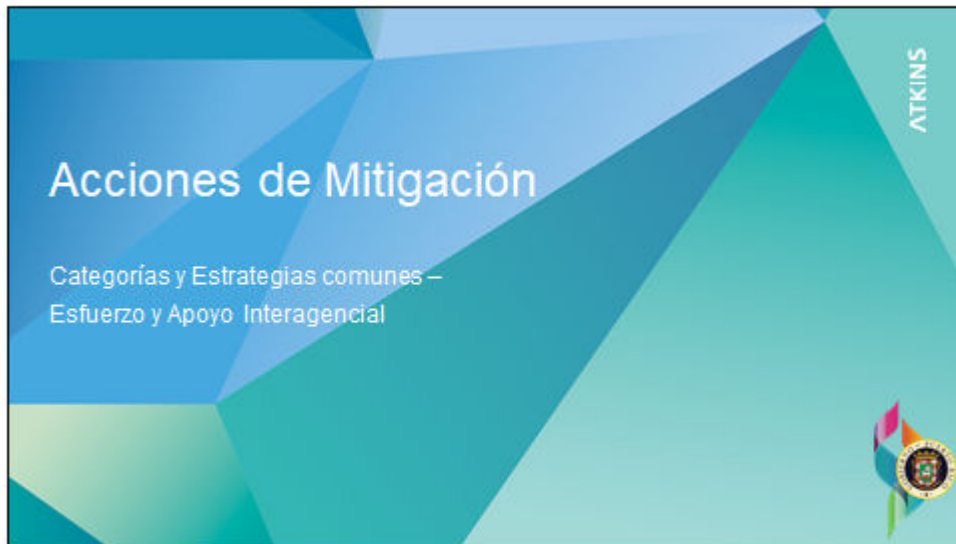 ATKINS
Acciones de Mitigación
Categorías y Estrategias comunes –
Esfuerzo y Apoyo Interagencial